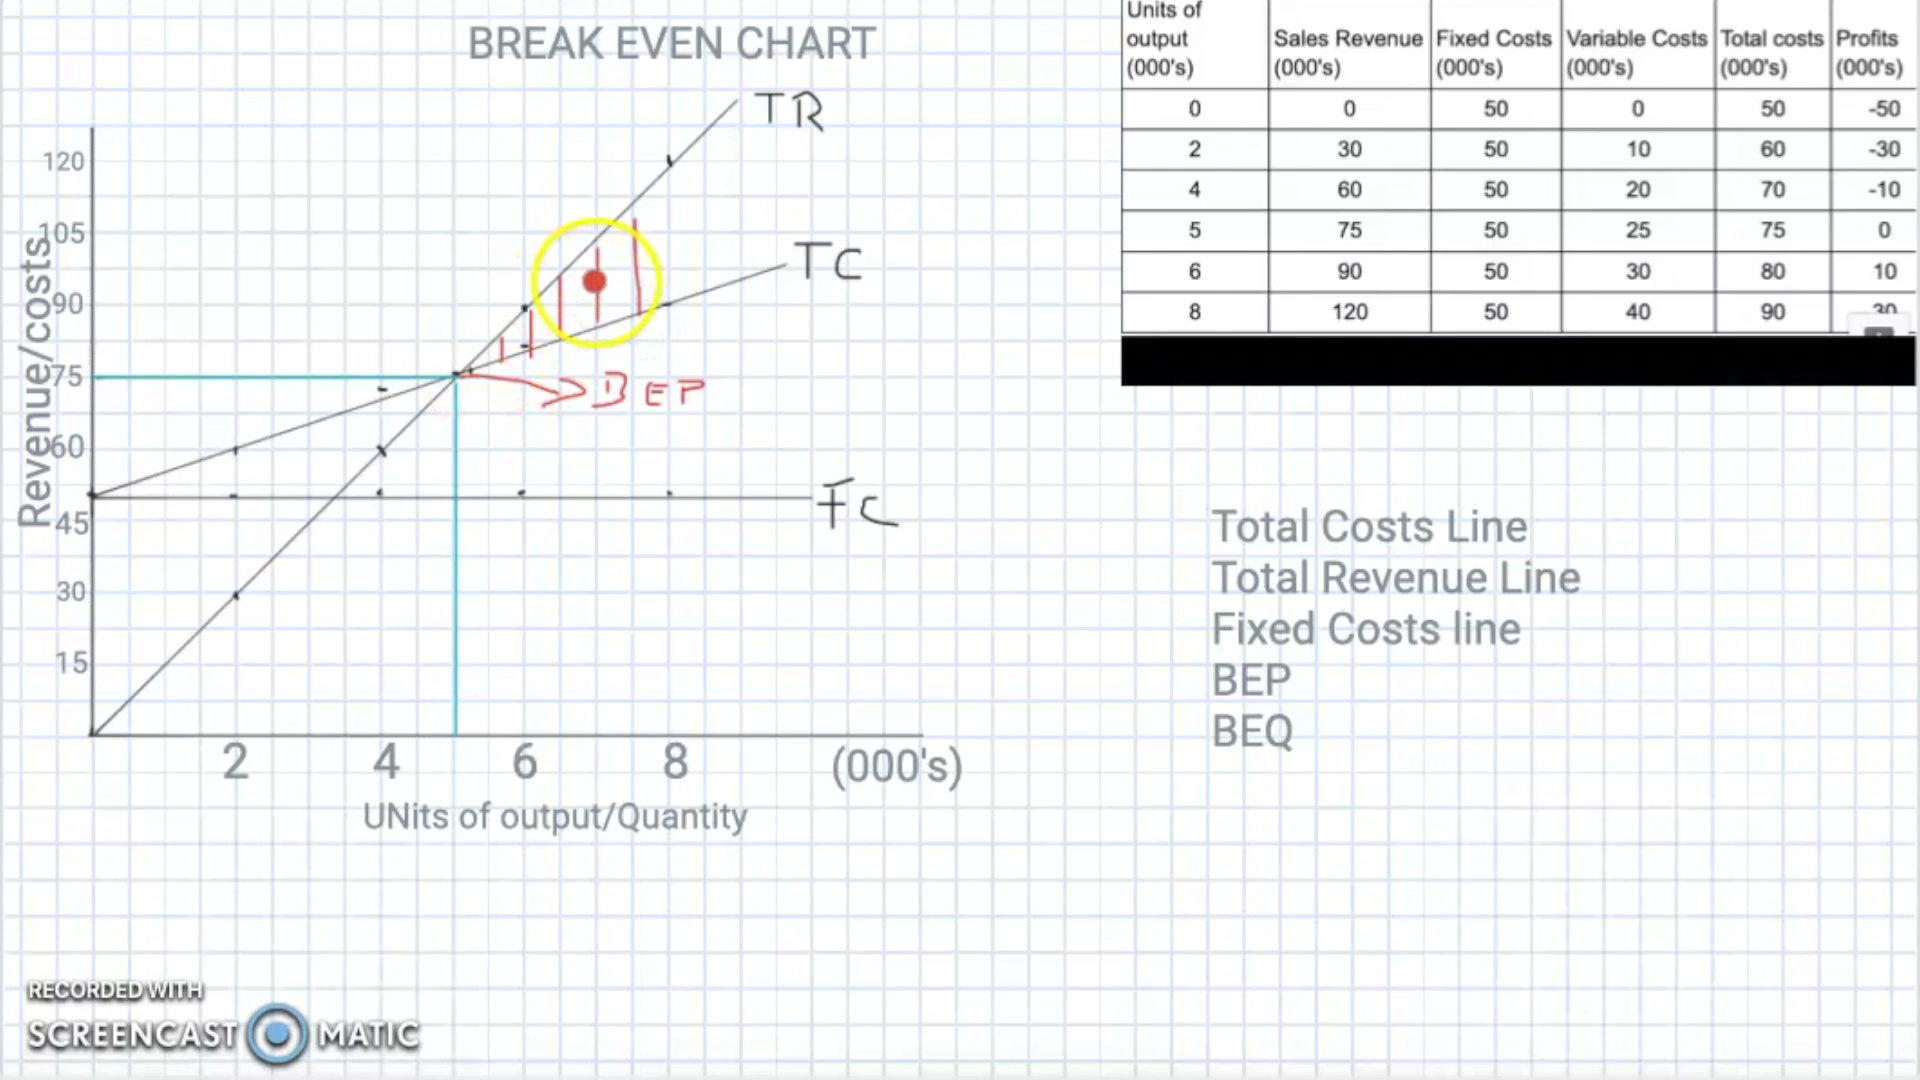 BREAK EVEN CHART
TR
TC
BEP
FC
Revenue/costs
120
105
90
75
60
45
30
15
2 4 6 8 (000's)
UNits of output/Quantity
Units of output (000's) Sales Revenue (000's) Fixed Costs (000's) Variable Costs (000's) Total costs (000's) Profits (000's)
0 0 50 0 50 -50
2 30 50 10 60 -30
4 60 50 20 70 -10
5 75 50 25 75 0
6 90 50 30 80 10
8 120 50 40 90 30
Total Costs Line
Total Revenue Line
Fixed Costs line
BEP
BEQ
RECORDED WITH
SCREENCAST MATIC